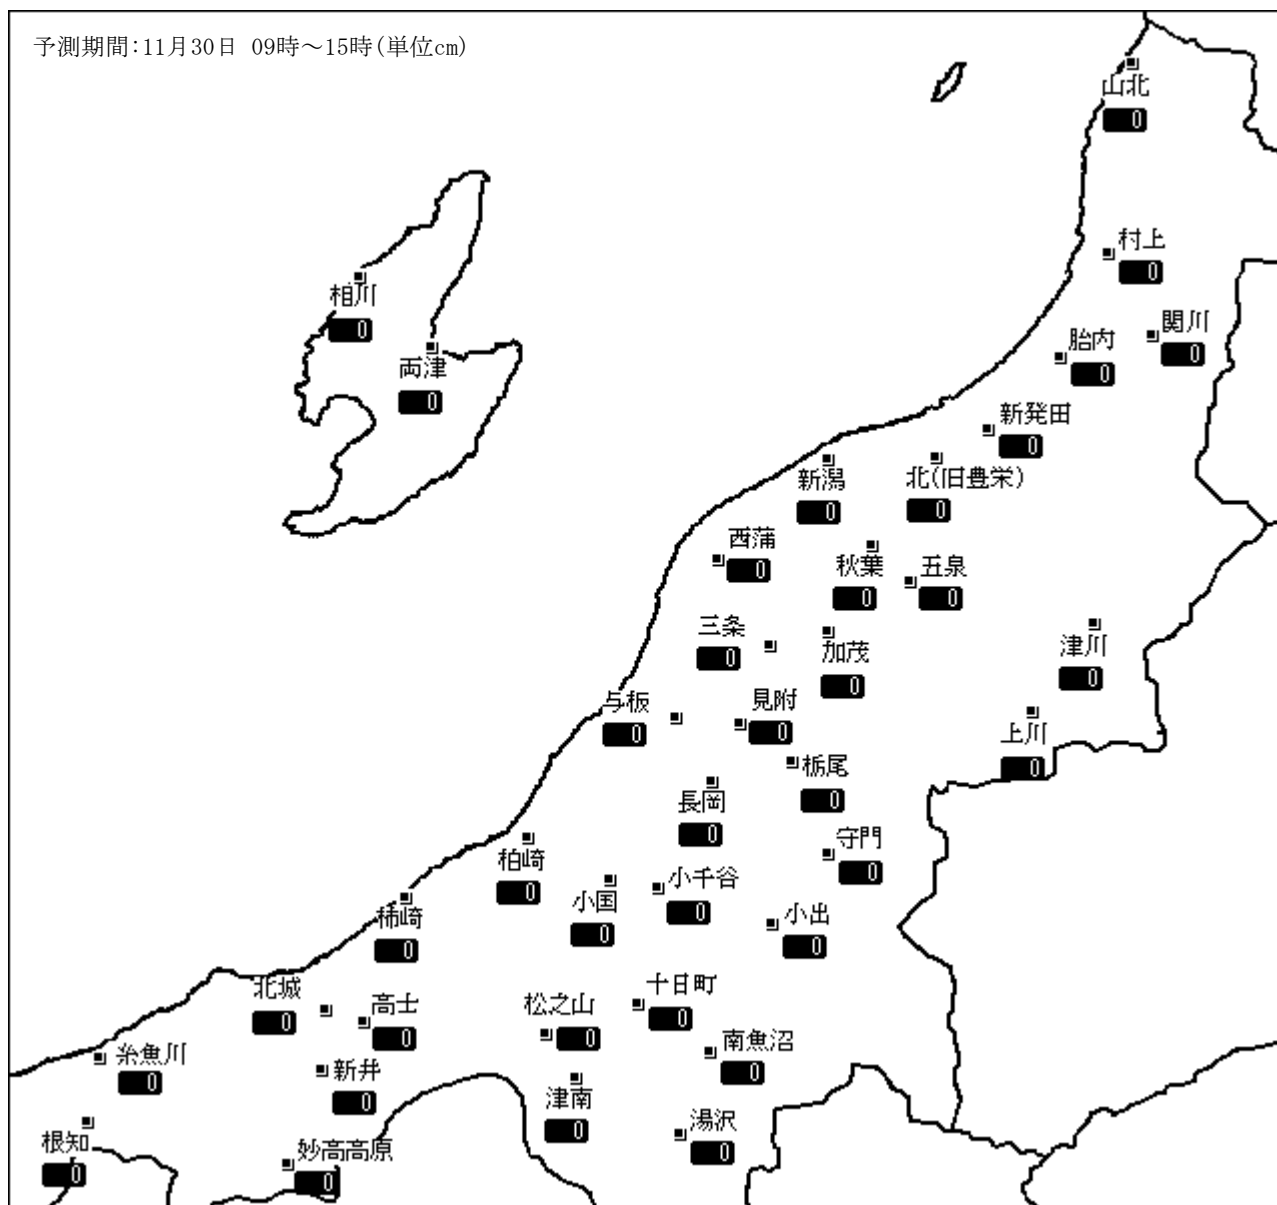 予測期間:11月30日 09時～15時(単位cm)
山北
0
村上
0
相川
0
関川
0
胎内
0
両津
0
新発田
0
新潟
0
北(旧豊栄)
0
西蒲
0
秋葉
0
五泉
0
三条
0
加茂
0
津川
0
与板
0
見附
0
上川
0
栃尾
0
長岡
0
守門
0
柏崎
0
小千谷
0
小国
0
柿崎
0
小出
0
北城
0
高士
0
松之山
0
十日町
0
南魚沼
0
糸魚川
0
新井
0
津南
0
湯沢
0
根知
0
妙高高原
0